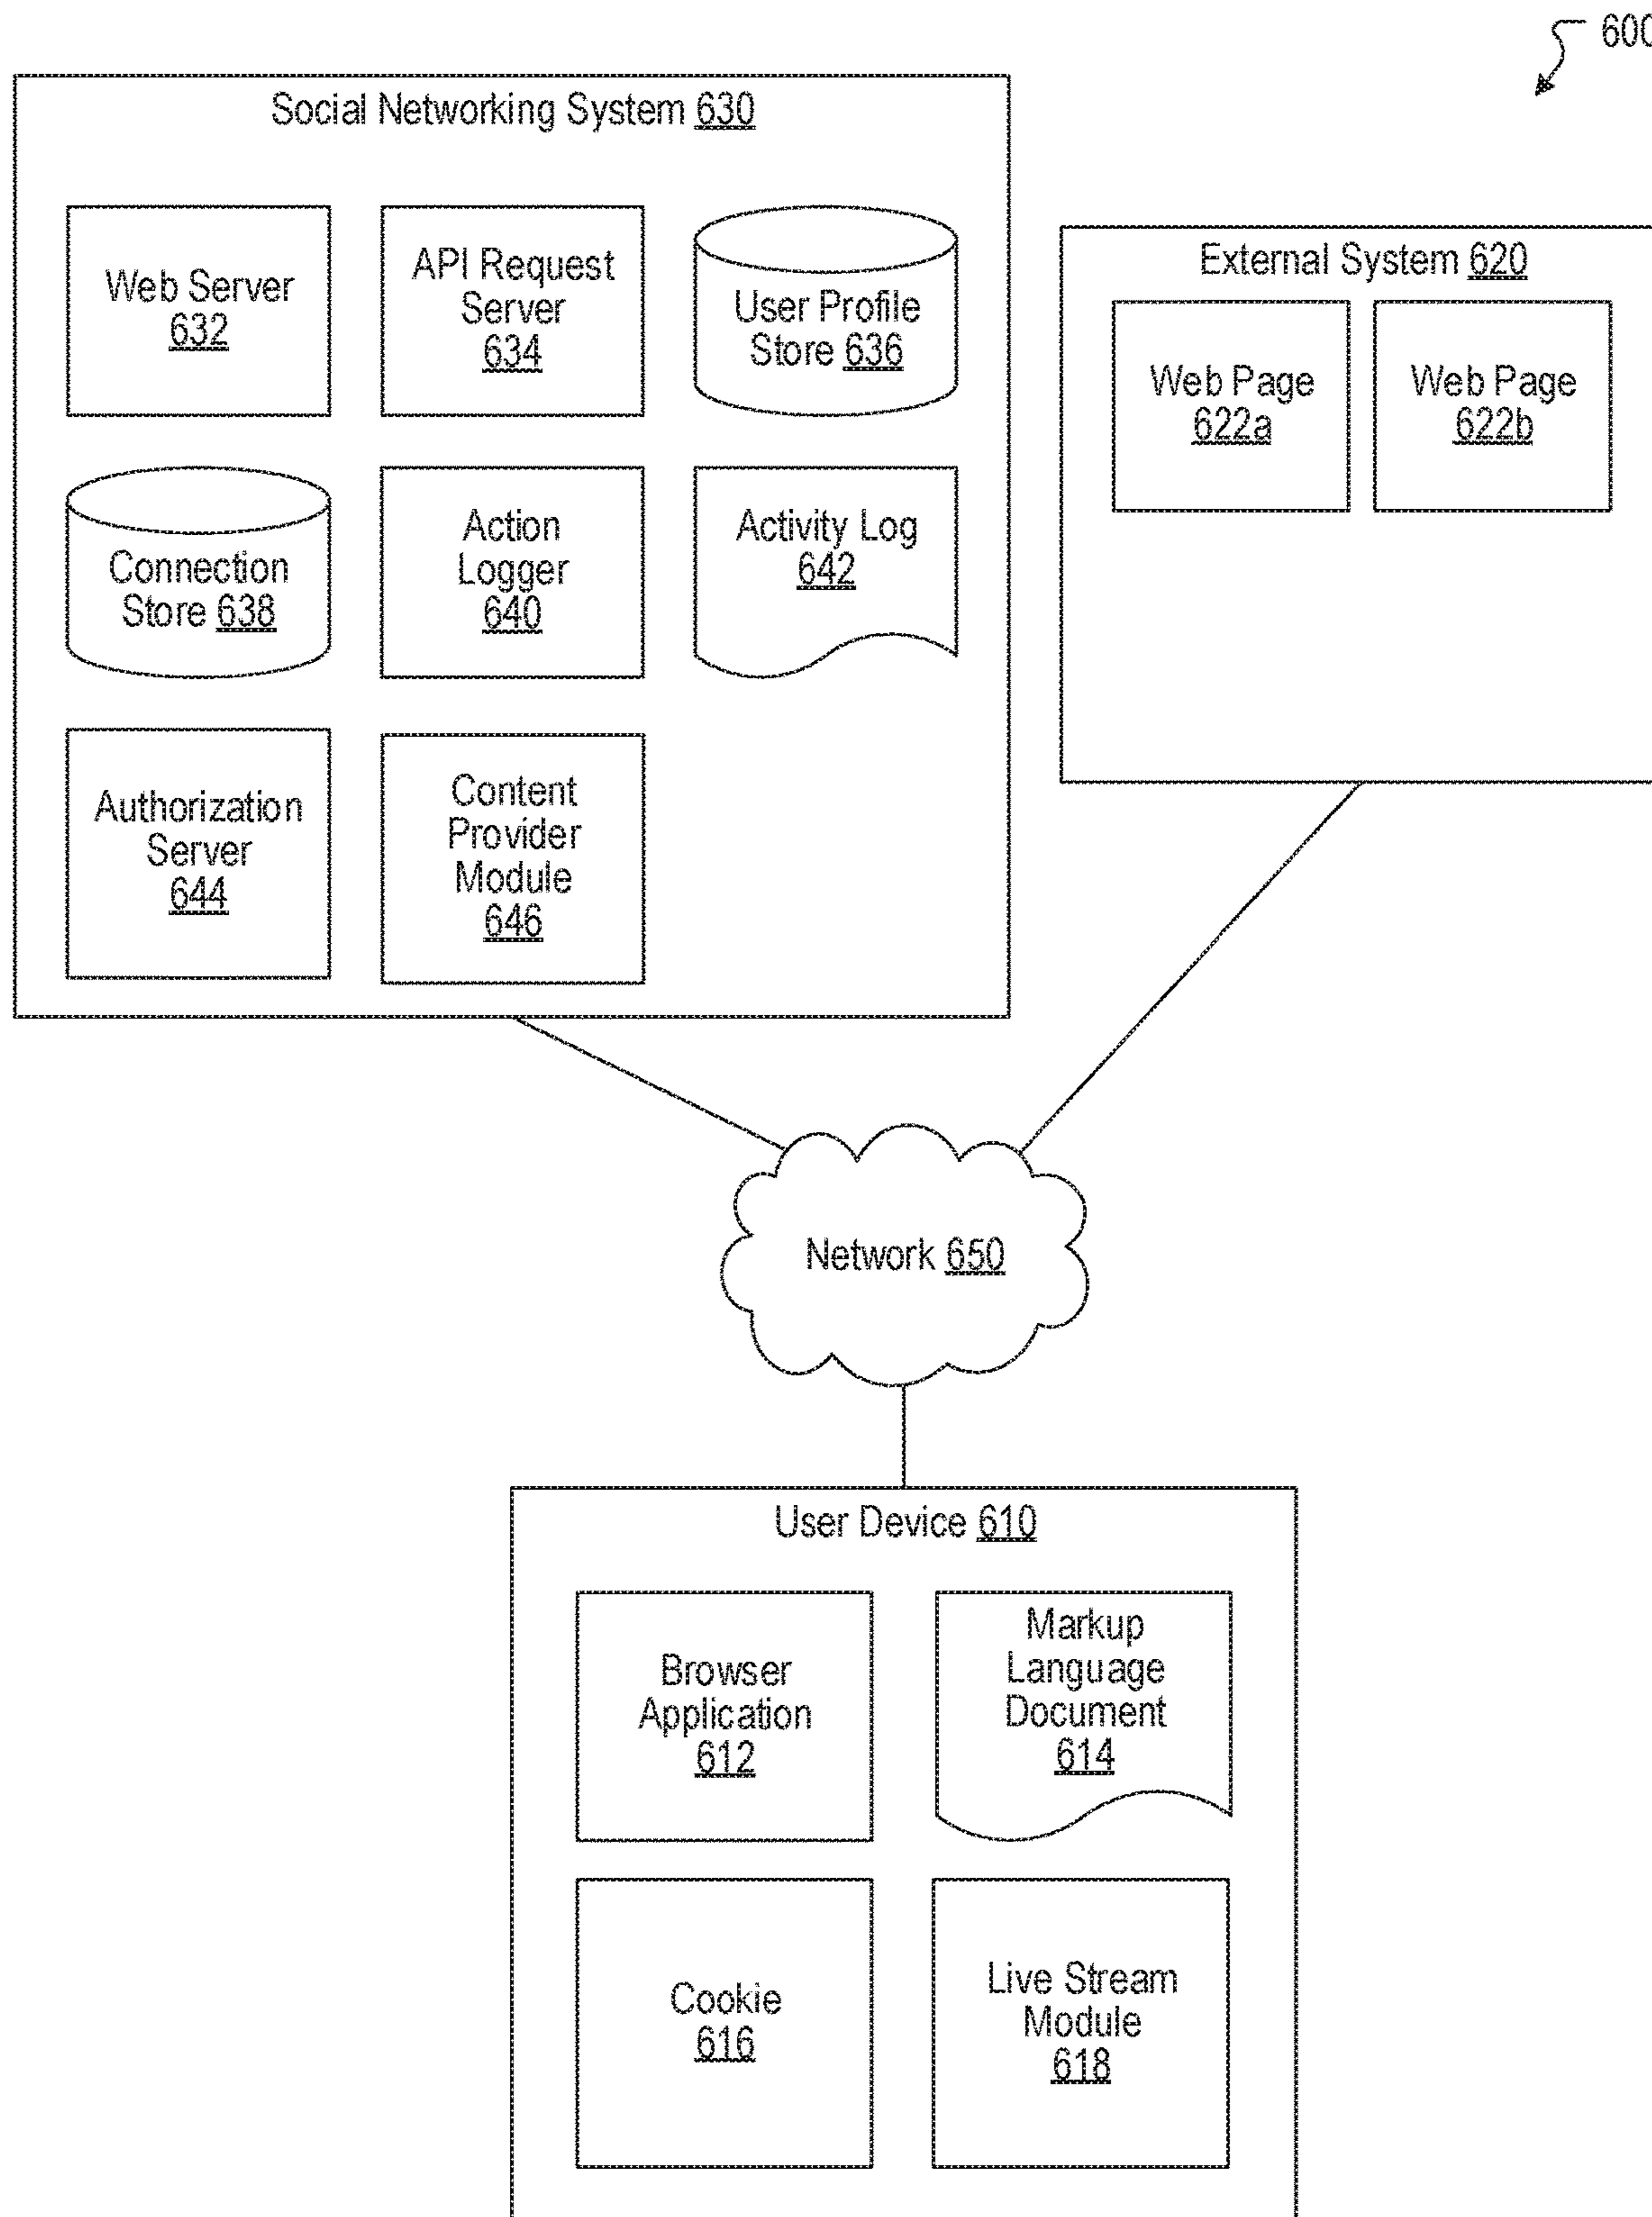 600
Social Networking System 630
Web Server
632
API Request
Server
634
User Profile
Store 636
Connection
Store 638
Action
Logger
640
Activity Log
642
Authorization
Server
644
Content
Provider
Module
646
External System 620
Web Page
622a
Web Page
622b
Network 650
User Device 610
Browser
Application
612
Markup
Language
Document
614
Cookie
616
Live Stream
Module
618